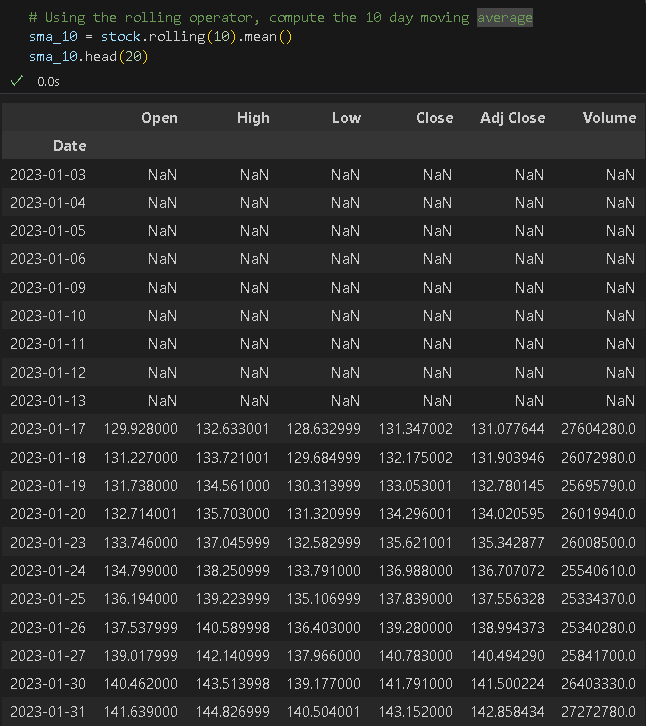 # Using the rolling operator, compute the 10 day moving average
sma_10 = stock.rolling(10).mean()
sma_10.head(20)
0.0s
Open High Low Close Adj Close Volume
Date
2023-01-03 NaN NaN NaN NaN NaN NaN
2023-01-04 NaN NaN NaN NaN NaN NaN
2023-01-05 NaN NaN NaN NaN NaN NaN
2023-01-06 NaN NaN NaN NaN NaN NaN
2023-01-09 NaN NaN NaN NaN NaN NaN
2023-01-10 NaN NaN NaN NaN NaN NaN
2023-01-11 NaN NaN NaN NaN NaN NaN
2023-01-12 NaN NaN NaN NaN NaN NaN
2023-01-13 NaN NaN NaN NaN NaN NaN
2023-01-17 129.928000 132.633001 128.632999 131.347002 131.077644 27604280.0
2023-01-18 131.227000 133.721001 129.684999 132.175002 131.903946 26072980.0
2023-01-19 131.738000 134.561000 130.313999 133.053001 132.780145 25695790.0
2023-01-20 132.714001 135.703000 131.320999 134.296001 134.020595 26019940.0
2023-01-23 133.746000 137.045999 132.582999 135.621001 135.342877 26008500.0
2023-01-24 134.799000 138.250999 133.791000 136.988000 136.707072 25540610.0
2023-01-25 136.194000 139.223999 135.106999 137.839000 137.556328 25334370.0
2023-01-26 137.537999 140.589998 136.403000 139.280000 138.994373 25340280.0
2023-01-27 139.017999 142.140999 137.966000 140.783000 140.494290 25841700.0
2023-01-30 140.462000 143.513998 139.177000 141.791000 141.500224 26403330.0
2023-01-31 141.639000 144.826999 140.504001 143.152000 142.858434 27272780.0